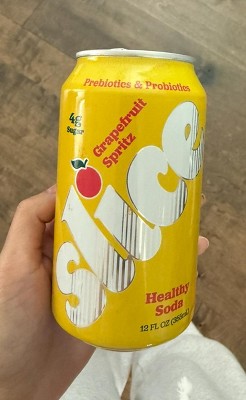 Prebiotics & Probiotics
4g
Sugar
Grapefruit
Spritz
slice
Healthy
Soda
12 FL OZ (355mL)